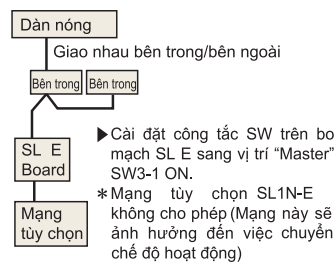 Dàn nóng
Giao nhau bên trong/bên ngoài
Bên trong
Bên trong
SL E
Board
▶Cài đặt công tắc SW trên bo
mạch SL E sang vị trí “Master”
SW3-1 ON.
Mạng
tùy chọn
*Mạng tùy chọn SL1N-E
không cho phép (Mạng này sẽ
ảnh hưởng đến việc chuyển
chế độ hoạt động)